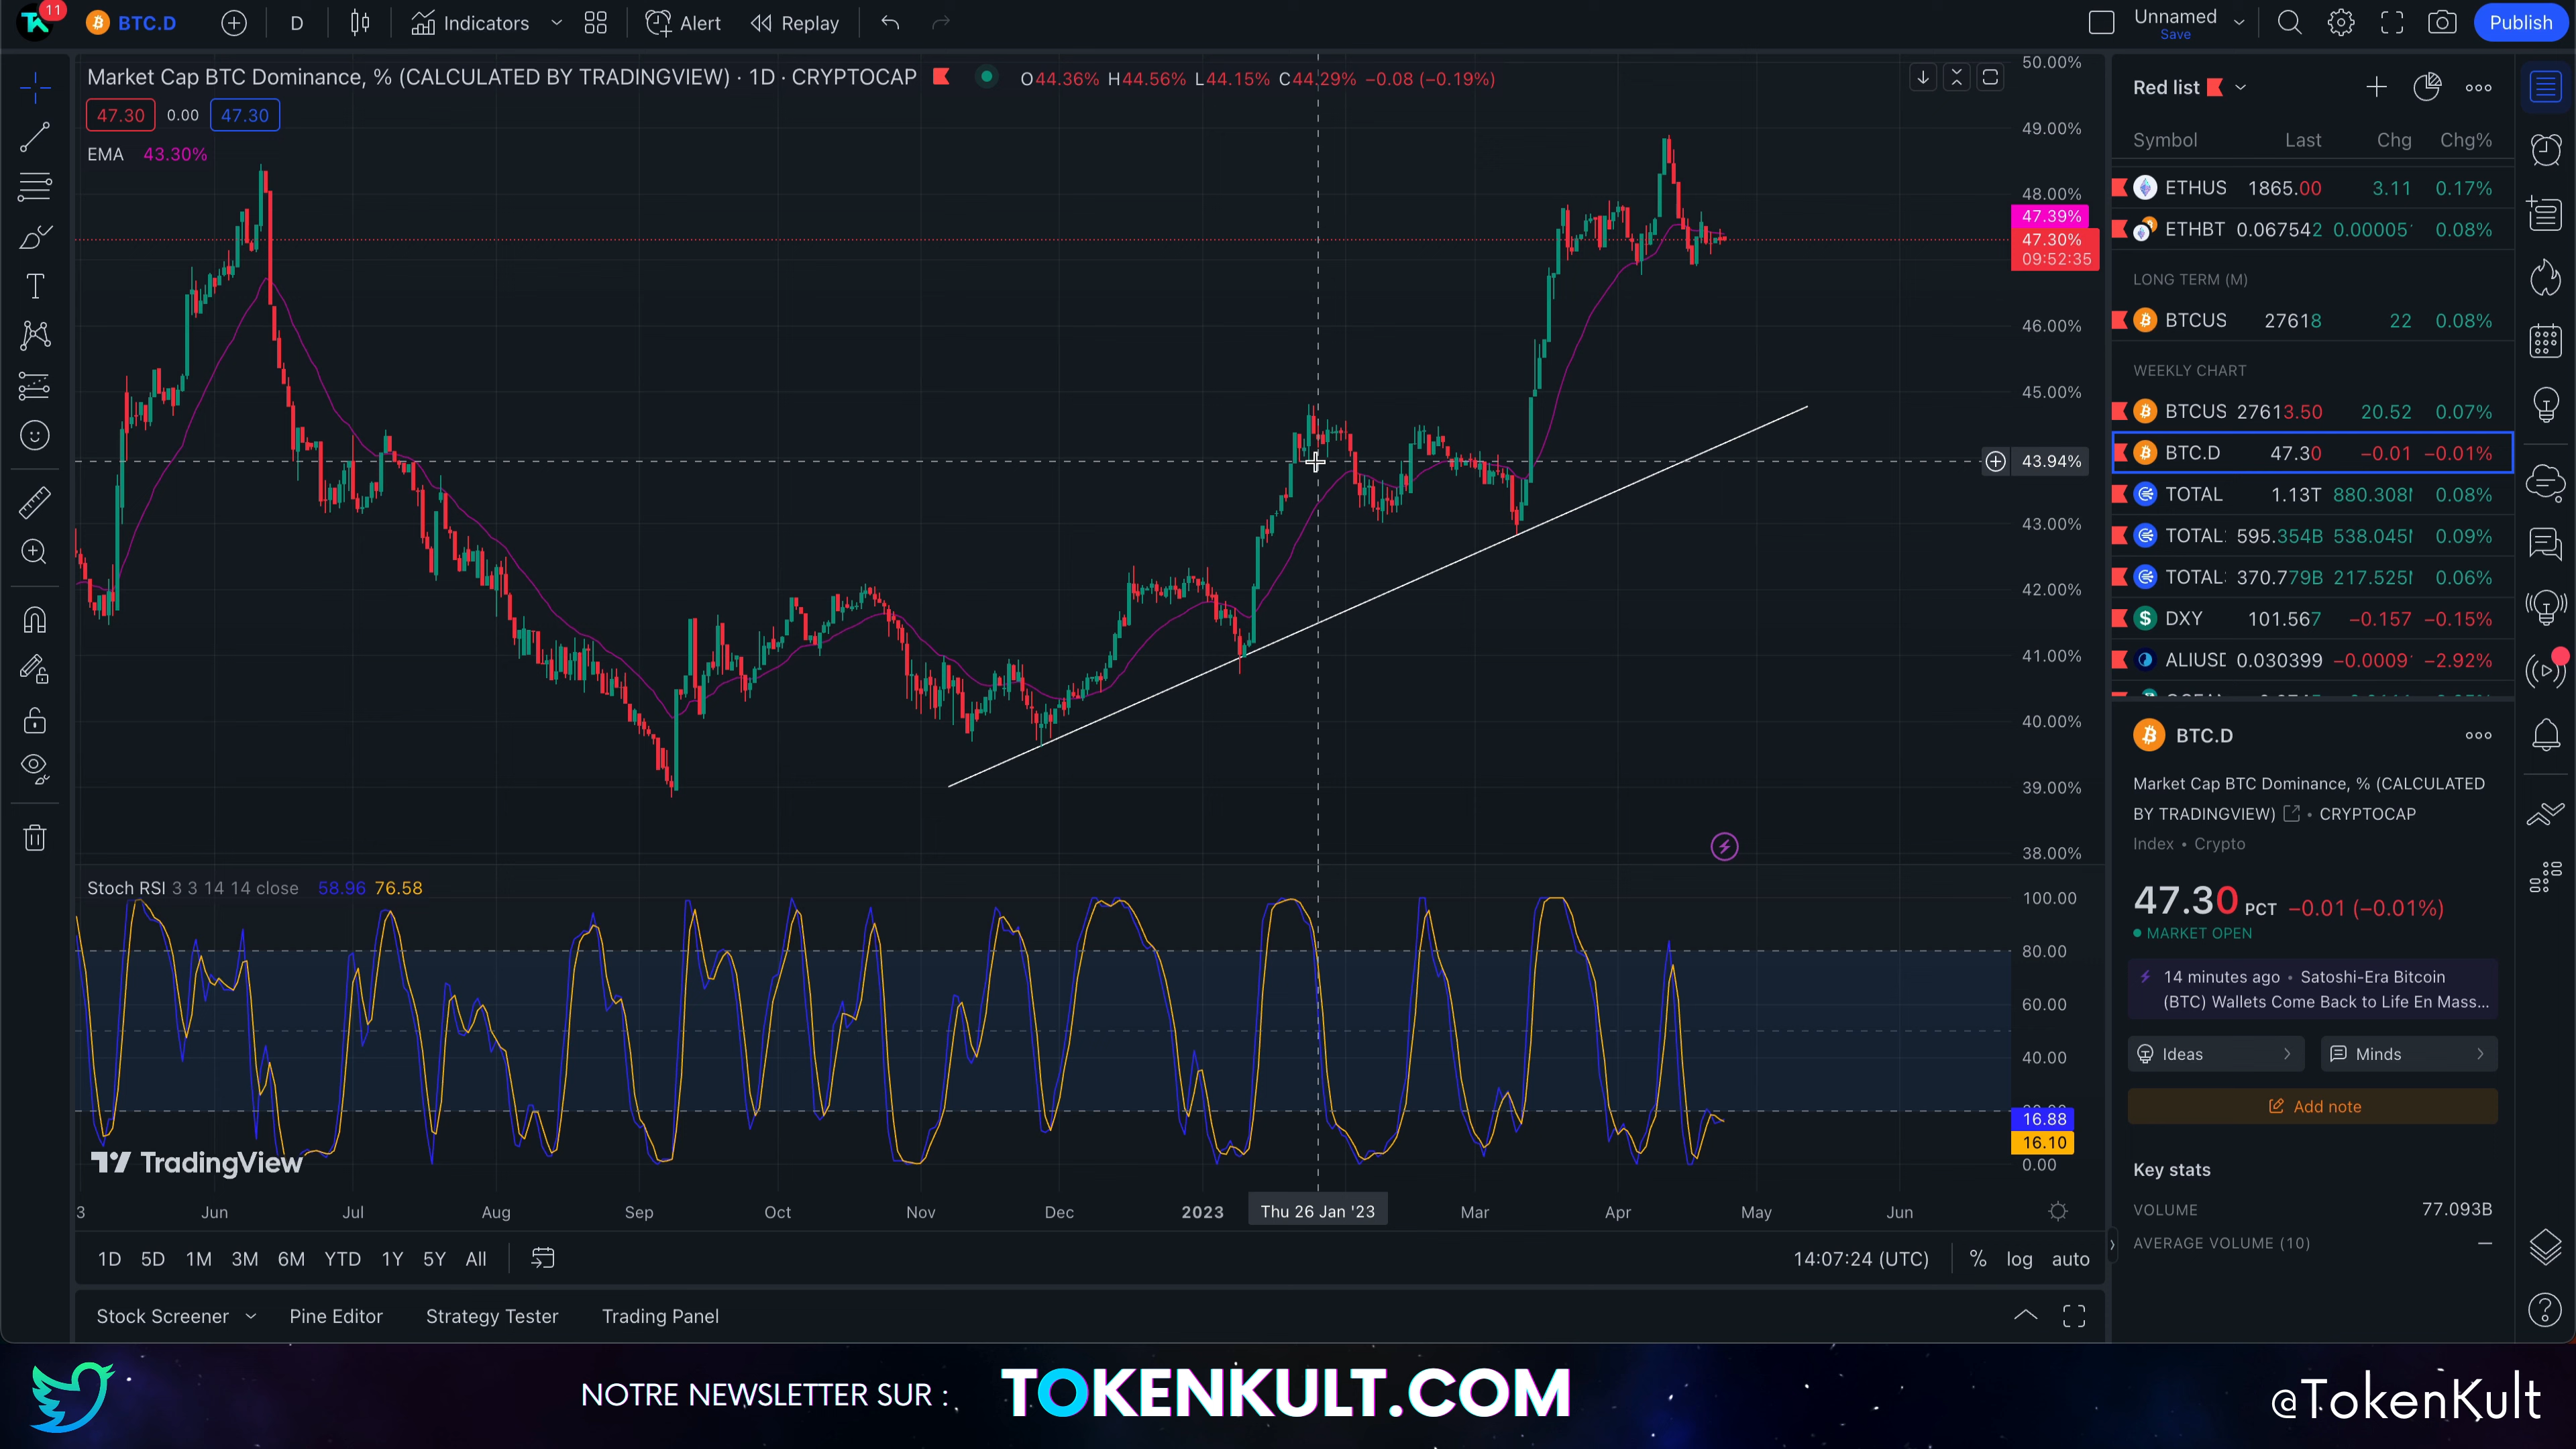 11
BTC.D
D
Indicators
Alert
Replay
Unnamed
Save
Publish
Market Cap BTC Dominance, % (CALCULATED BY TRADINGVIEW) · 1D · CRYPTOCAP
O44.36% H44.56% L44.15% C44.29% −0.08 (−0.19%)
47.30 0.00 47.30
EMA 43.30%
50.00%
49.00%
48.00%
47.39%
47.30%
09:52:35
46.00%
45.00%
43.94%
43.00%
42.00%
41.00%
40.00%
39.00%
38.00%
Stoch RSI 3 3 14 14 close 58.96 76.58
100.00
80.00
60.00
40.00
16.88
16.10
0.00
TradingView
3 Jun Jul Aug Sep Oct Nov Dec 2023 Thu 26 Jan '23 Mar Apr May Jun
1D 5D 1M 3M 6M YTD 1Y 5Y All
14:07:24 (UTC) % log auto
Stock Screener Pine Editor Strategy Tester Trading Panel
Red list
Symbol Last Chg Chg%
ETHUS 1865.00 3.11 0.17%
ETHBT 0.067542 0.00005 0.08%
LONG TERM (M)
BTCUS 27618 22 0.08%
WEEKLY CHART
BTCUS 27613.50 20.52 0.07%
BTC.D 47.30 −0.01 −0.01%
TOTAL 1.13T 880.308 0.08%
TOTAL 595.354B 538.045 0.09%
TOTAL 370.779B 217.525 0.06%
DXY 101.567 −0.157 −0.15%
ALIUS 0.030399 −0.0009 −2.92%
BTC.D
Market Cap BTC Dominance, % (CALCULATED
BY TRADINGVIEW) • CRYPTOCAP
Index • Crypto
47.30 PCT −0.01 (−0.01%)
MARKET OPEN
14 minutes ago • Satoshi-Era Bitcoin
(BTC) Wallets Come Back to Life En Mass...
Ideas
Minds
Add note
Key stats
VOLUME 77.093B
AVERAGE VOLUME (10) —
NOTRE NEWSLETTER SUR : TOKENKULT.COM
@TokenKult